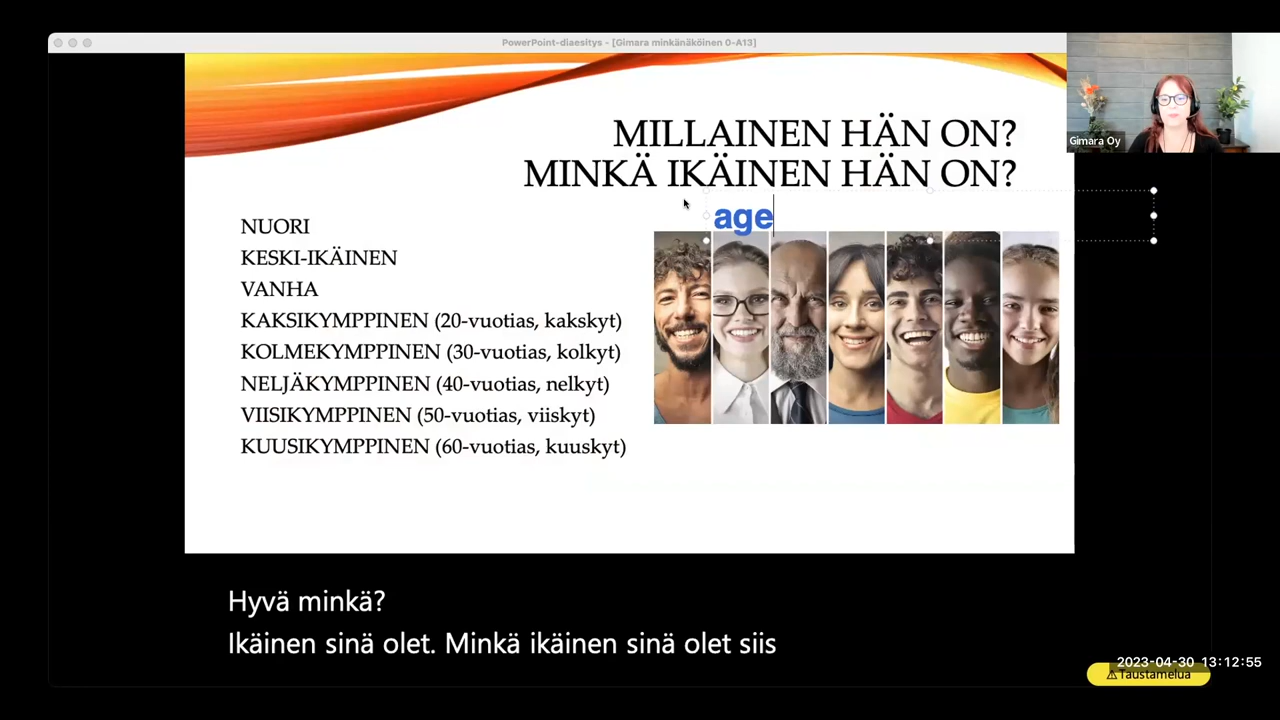 PowerPoint-diaesitys - [Gimara minkänäköinen 0-A13]
Gimara Oy
MILLAINEN HÄN ON?
MINKÄ IKÄINEN HÄN ON?
age
NUORI
KESKI-IKÄINEN
VANHA
KAKSIKYMPPINEN (20-vuotias, kakskyt)
KOLMEKYMPPINEN (30-vuotias, kolkyt)
NELJÄKYMPPINEN (40-vuotias, nelkyt)
VIISIKYMPPINEN (50-vuotias, viiskyt)
KUUSIKYMPPINEN (60-vuotias, kuuskyt)
Hyvä minkä?
Ikäinen sinä olet. Minkä ikäinen sinä olet siis
2023-04-30 13:12:55
Taustamelua